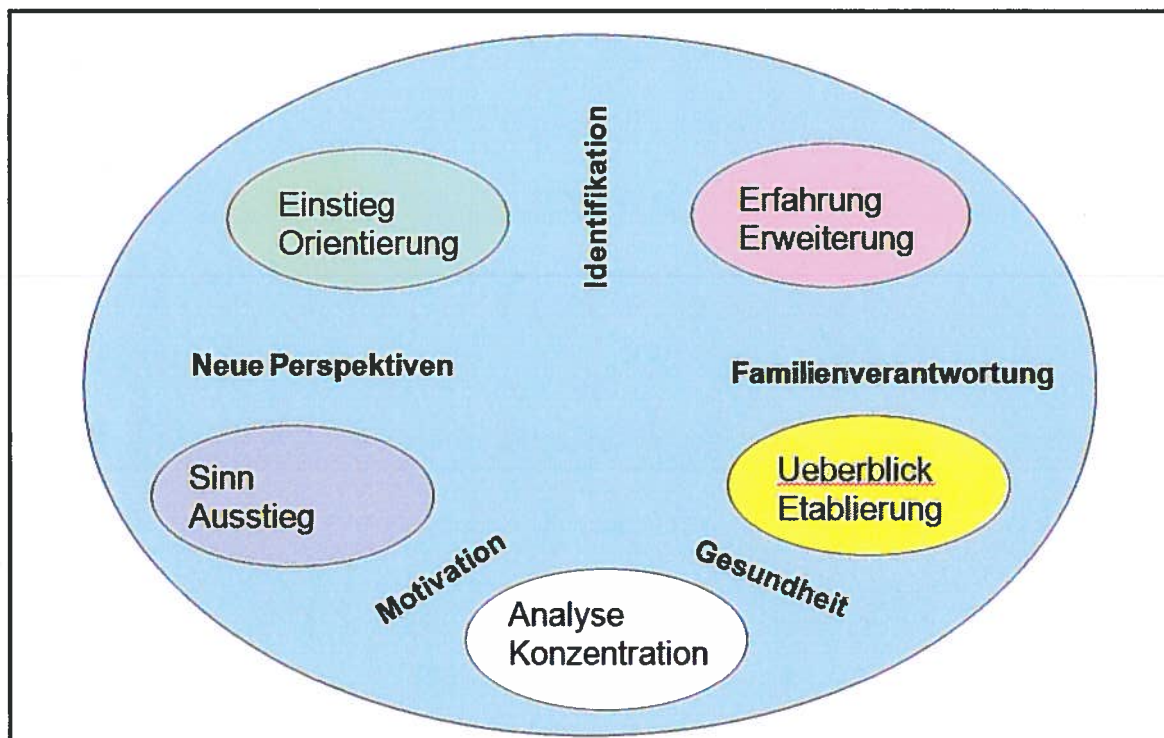 Identifikation
Einstieg
Orientierung
Erfahrung
Erweiterung
Neue Perspektiven
Familienverantwortung
Sinn
Ausstieg
Ueberblick
Etablierung
Motivation
Gesundheit
Analyse
Konzentration